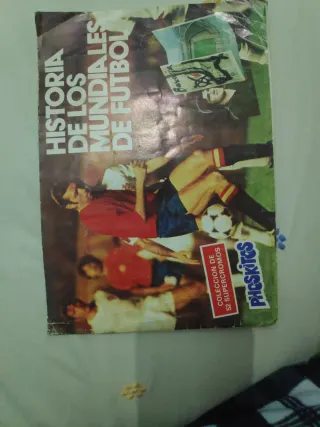 HISTORIA
DE LOS
MUNDIALES
DE FUTBOL
COLECCION DE
52 SUPERCROMOS
PHOSKITOS